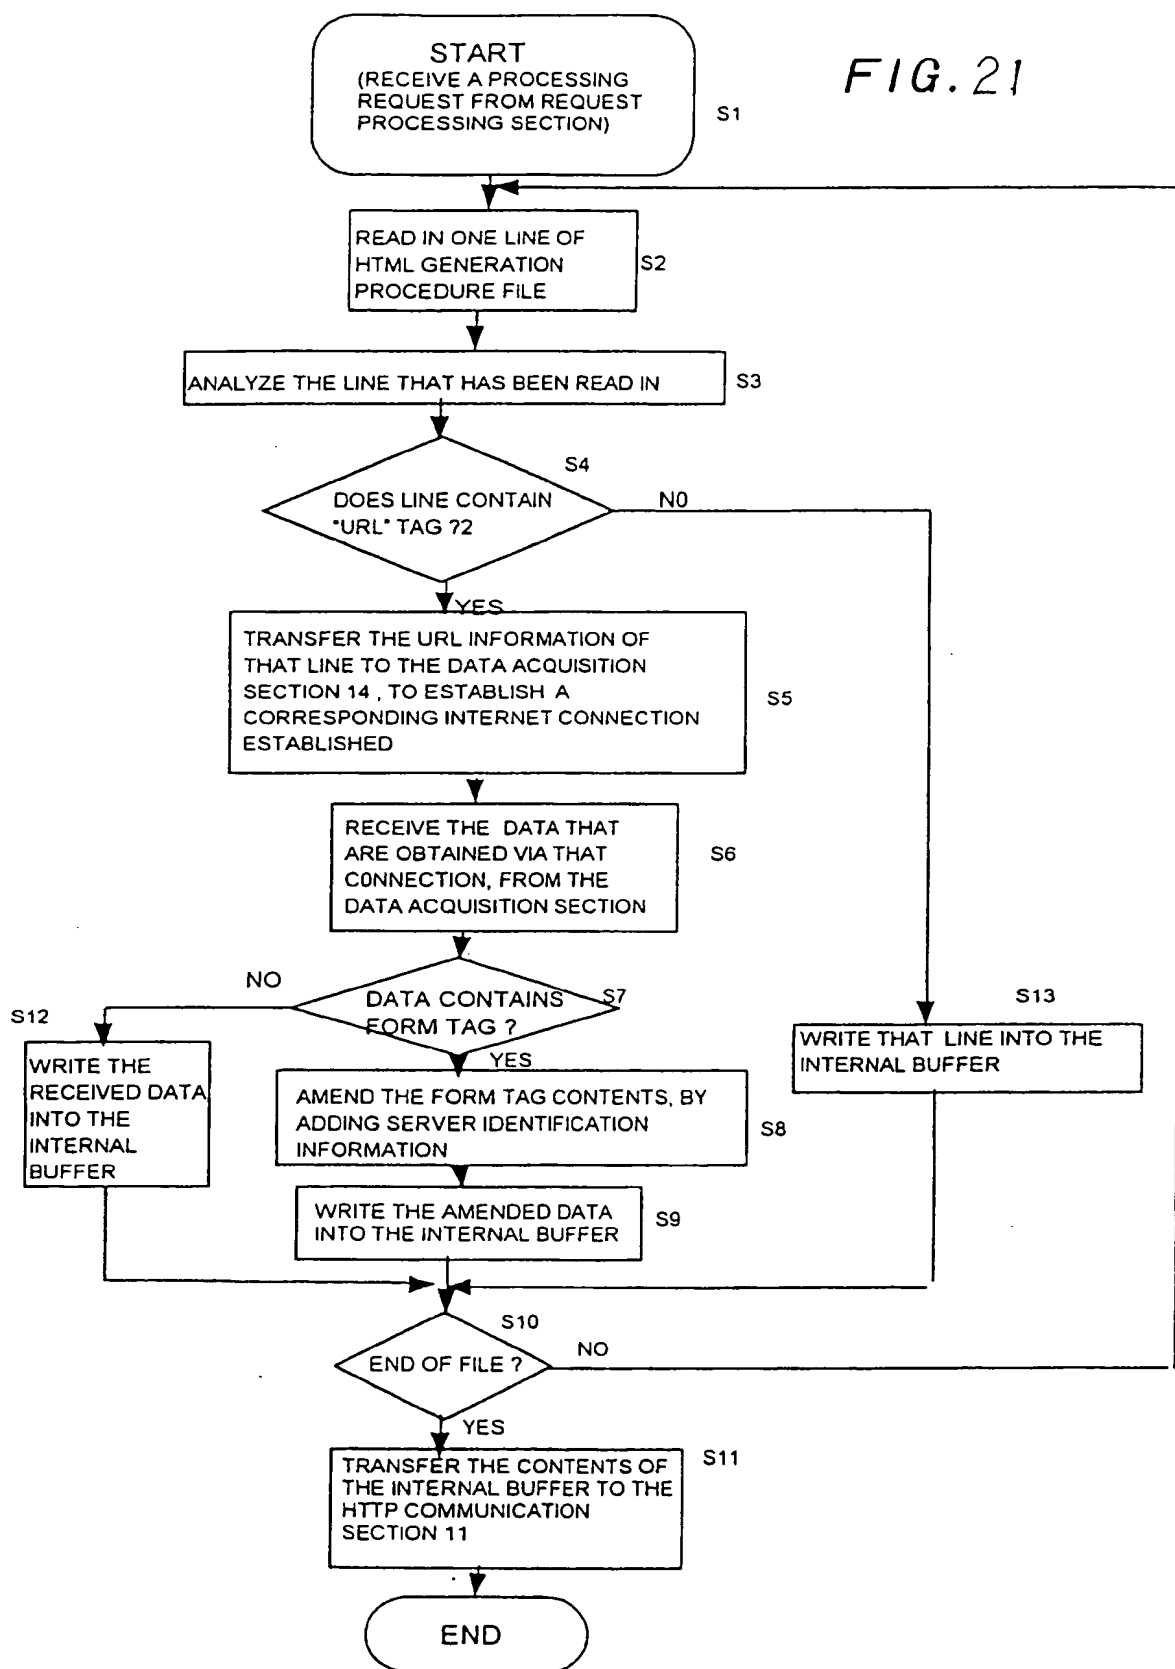 FIG. 21
START
(RECEIVE A PROCESSING
REQUEST FROM REQUEST
PROCESSING SECTION)
S1
READ IN ONE LINE OF
HTML GENERATION
PROCEDURE FILE
S2
ANALYZE THE LINE THAT HAS BEEN READ IN
S3
S4
DOES LINE CONTAIN
"URL" TAG ?2
NO
YES
TRANSFER THE URL INFORMATION OF
THAT LINE TO THE DATA ACQUISITION
SECTION 14 , TO ESTABLISH A
CORRESPONDING INTERNET CONNECTION
ESTABLISHED
S5
RECEIVE THE DATA THAT
ARE OBTAINED VIA THAT
CONNECTION, FROM THE
DATA ACQUISITION SECTION
S6
NO
DATA CONTAINS
FORM TAG ?
S7
YES
S12
WRITE THE
RECEIVED DATA
INTO THE
INTERNAL
BUFFER
S13
WRITE THAT LINE INTO THE
INTERNAL BUFFER
AMEND THE FORM TAG CONTENTS, BY
ADDING SERVER IDENTIFICATION
INFORMATION
S8
WRITE THE AMENDED DATA
INTO THE INTERNAL BUFFER
S9
S10
END OF FILE ?
NO
YES
TRANSFER THE CONTENTS OF
THE INTERNAL BUFFER TO THE
HTTP COMMUNICATION
SECTION 11
S11
END